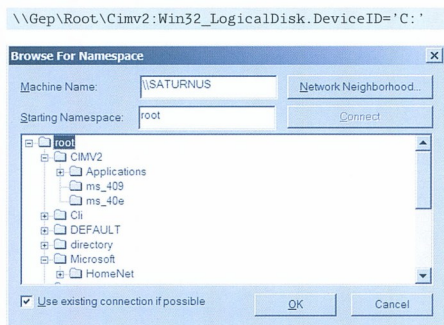 \\Gep\Root\Cimv2:Win32_LogicalDisk.DeviceID='C:'
Browse For Namespace
Machine Name: \\SATURNUS Network Neighborhood...
Starting Namespace: root Connect
root
CIMV2
Applications
ms_409
ms_40e
Cli
DEFAULT
directory
Microsoft
HomeNet
Use existing connection if possible OK Cancel